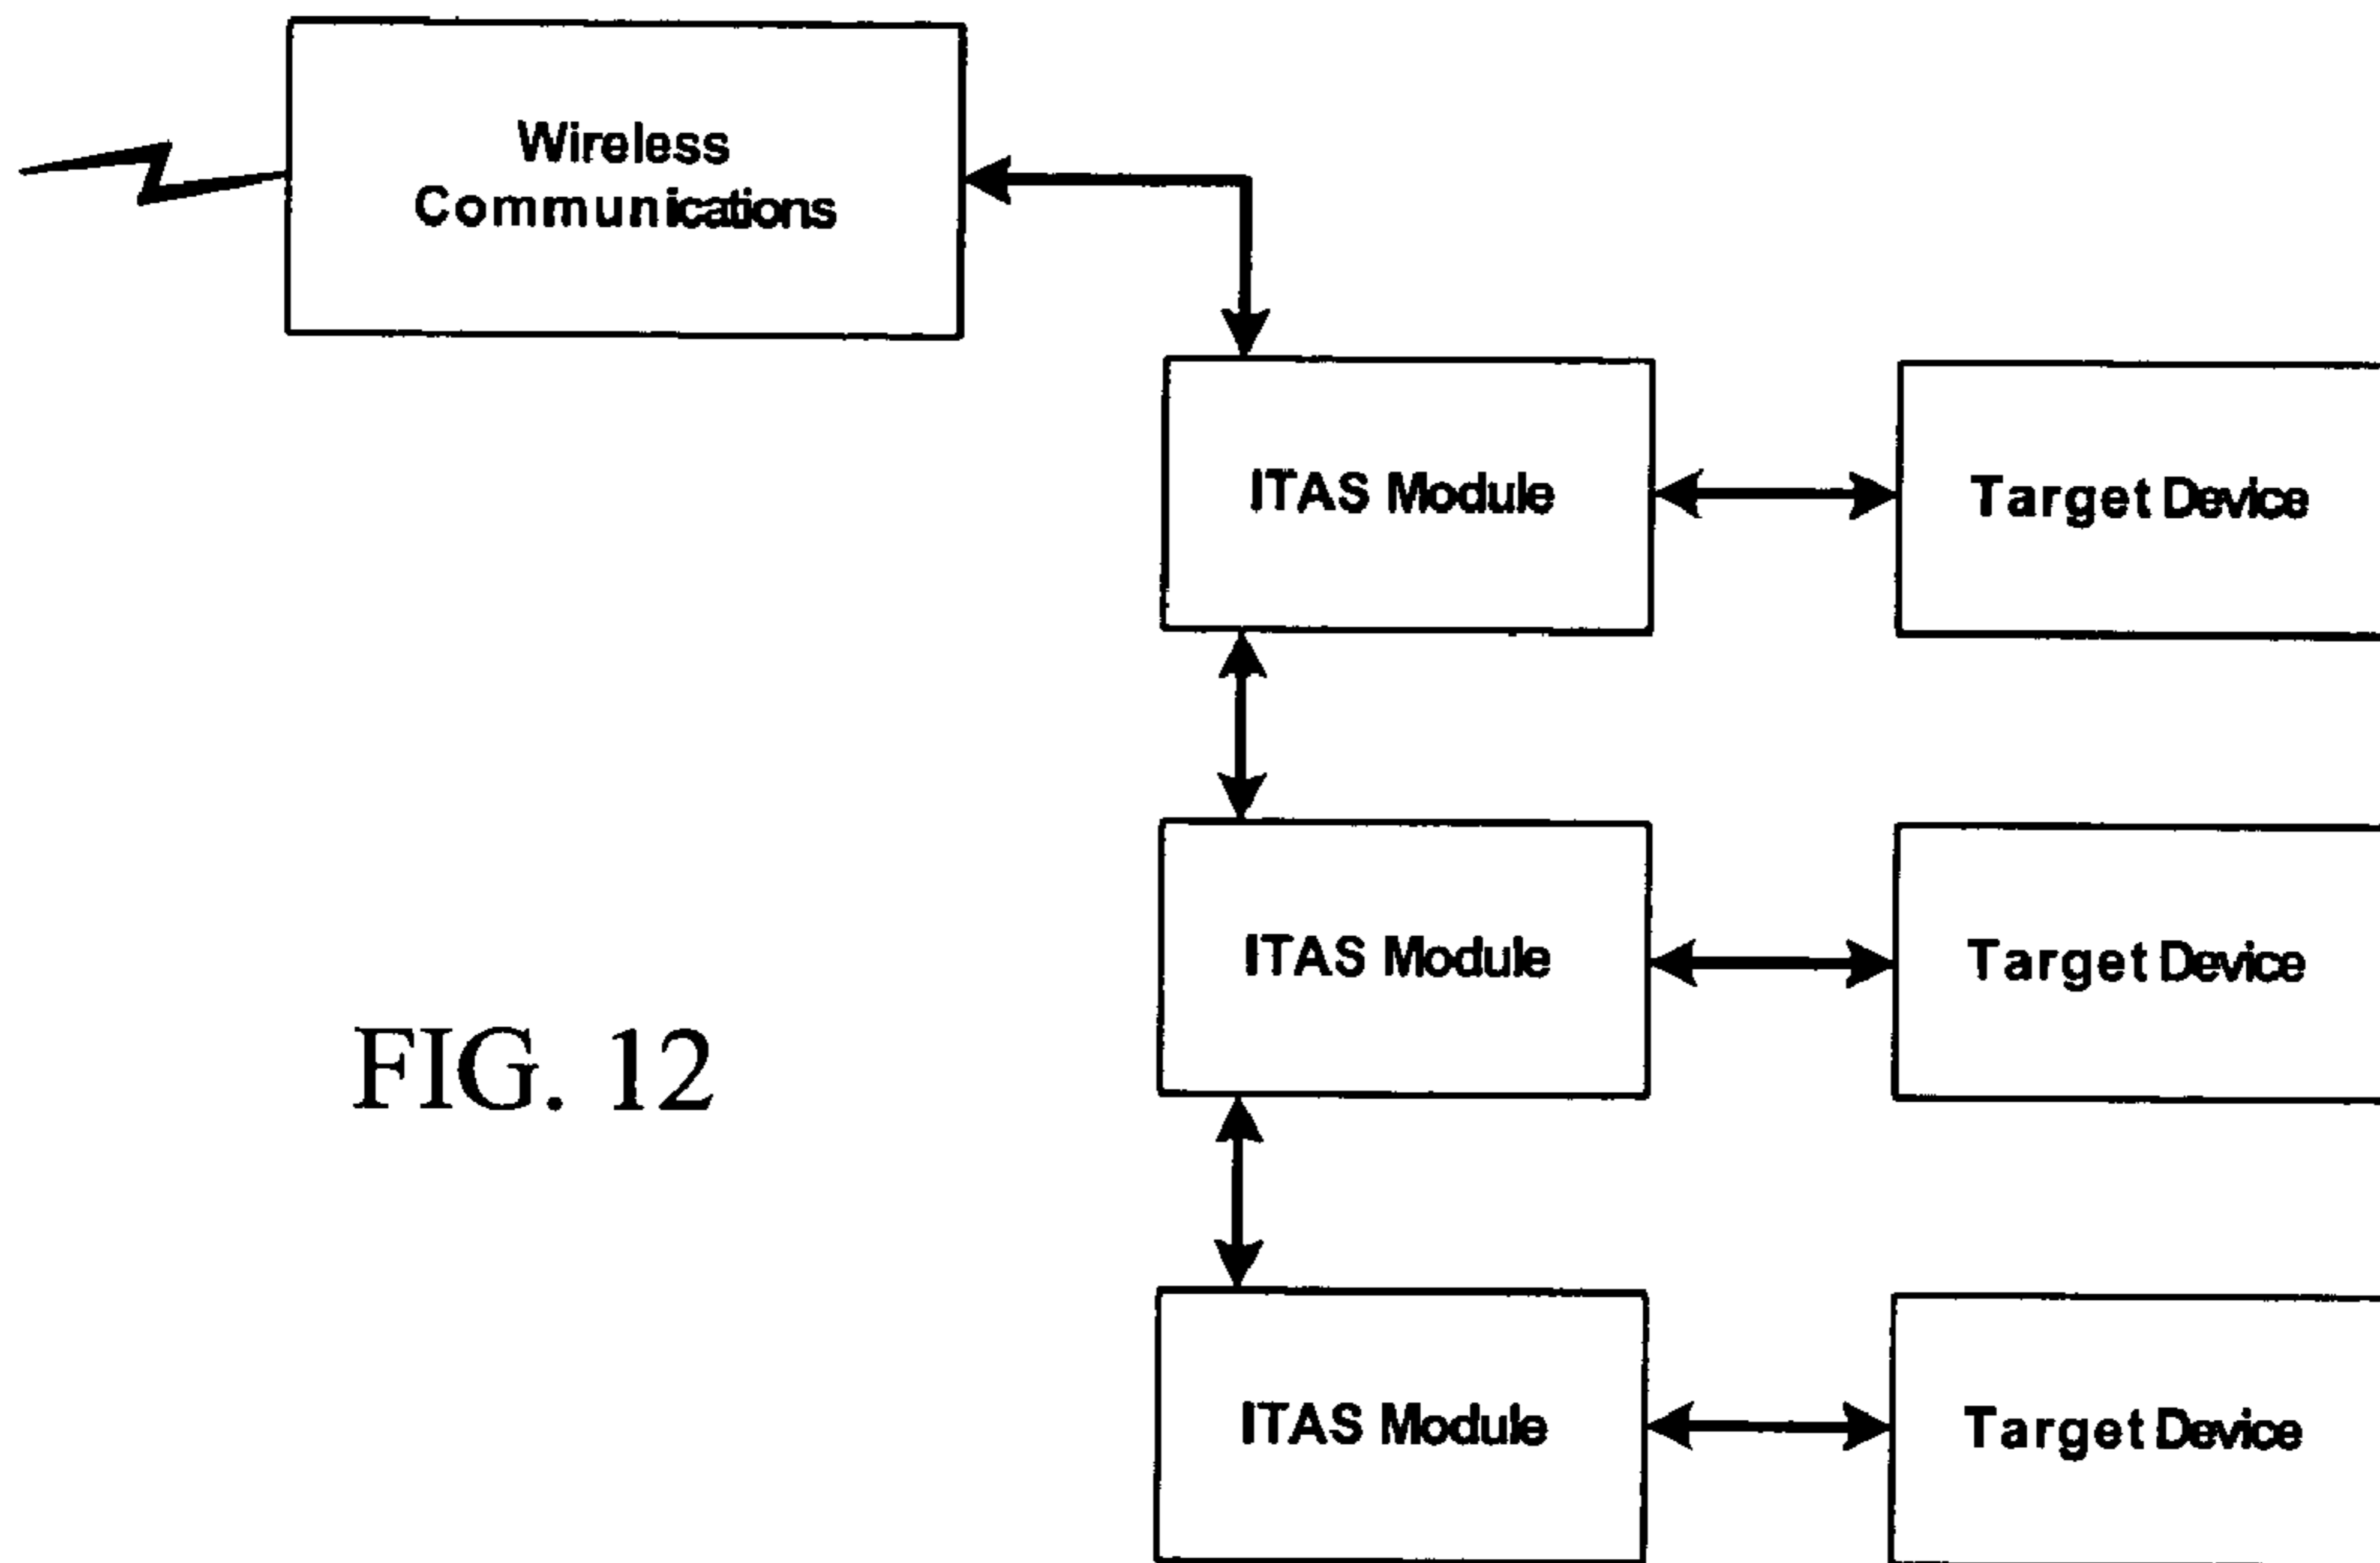 Wireless
Communications
ITAS Module
Target Device
ITAS Module
Target Device
FIG. 12
ITAS Module
Target Device